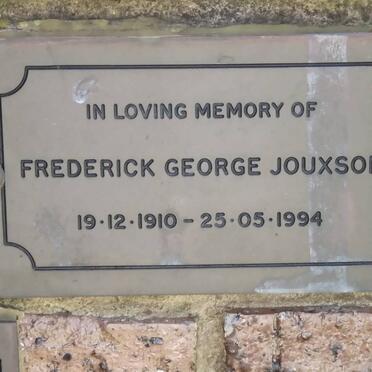 IN LOVING MEMORY OF
FREDERICK GEORGE JOUXSO
19·12·1910 – 25·05·1994